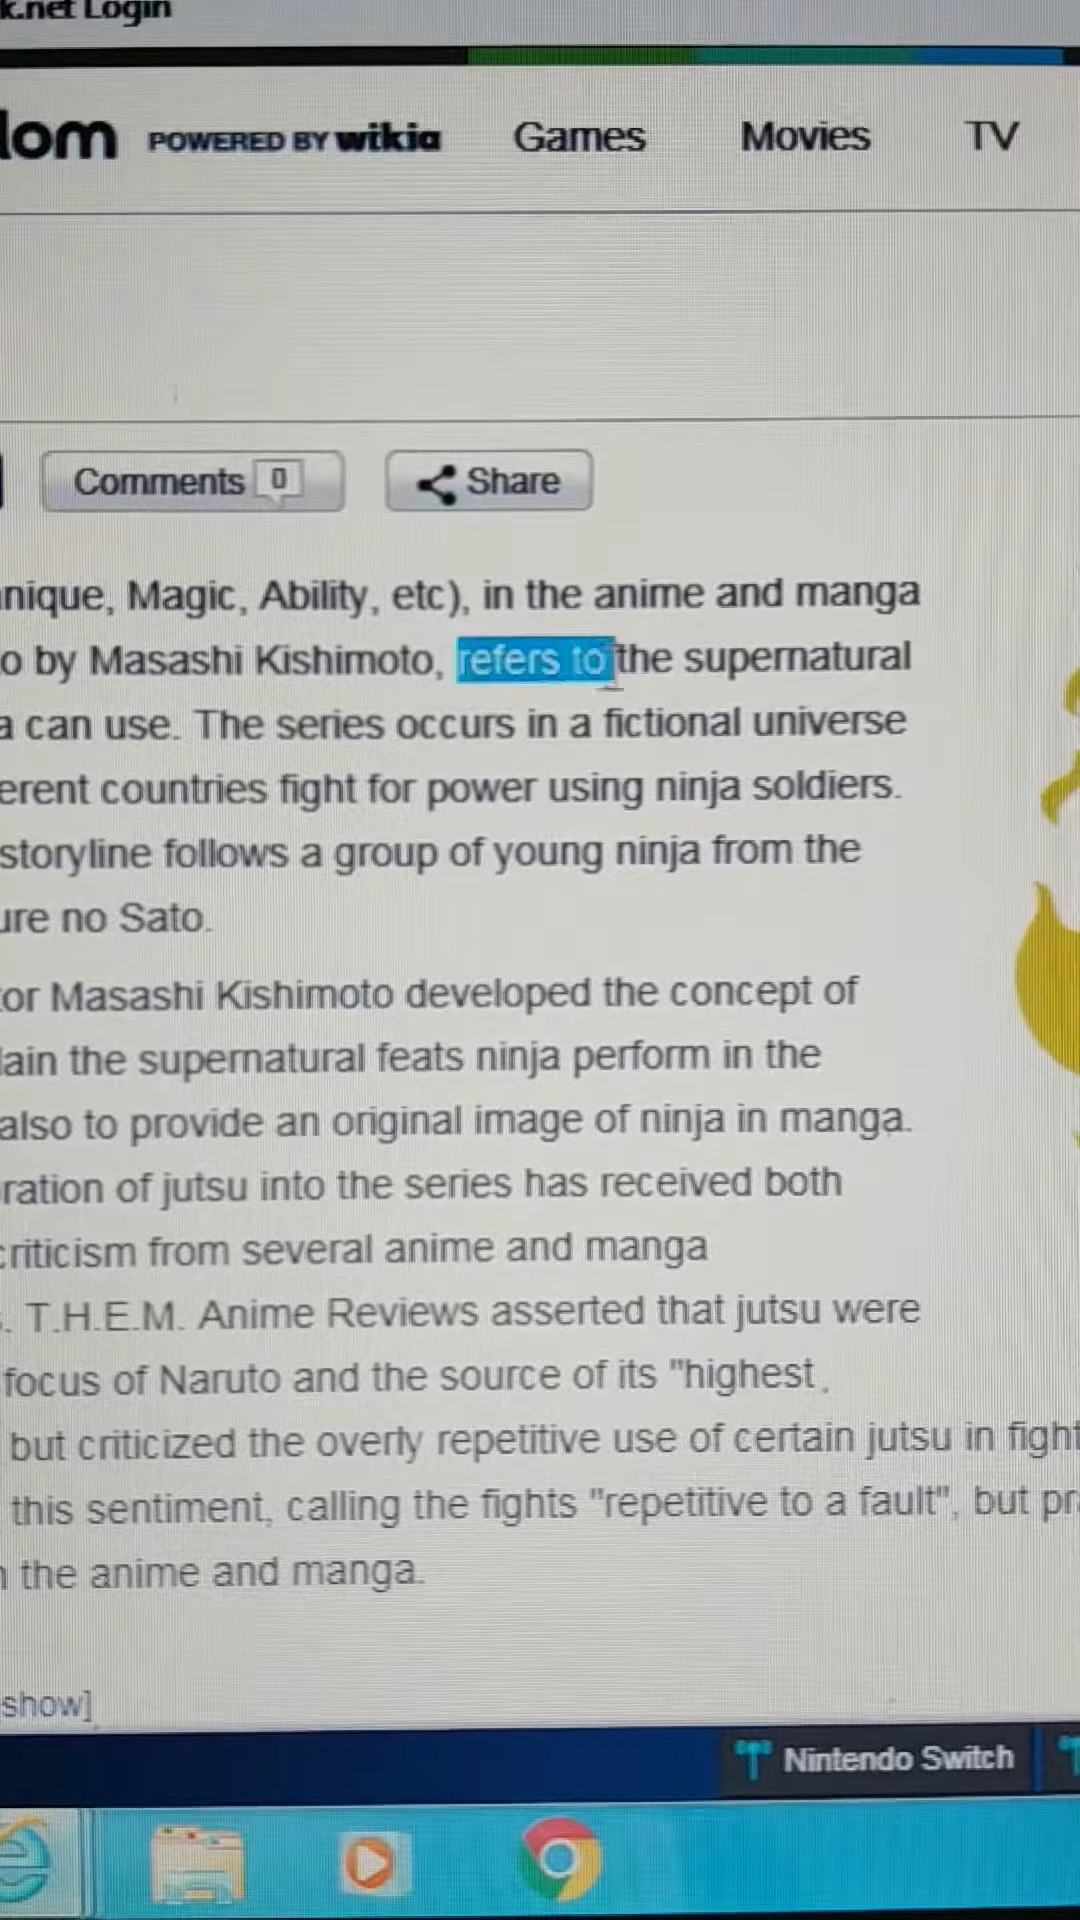 k.net Login
dom POWERED BY wikia Games Movies TV
Comments 0 Share
nique, Magic, Ability, etc), in the anime and manga
o by Masashi Kishimoto, refers to the supernatural
a can use. The series occurs in a fictional universe
erent countries fight for power using ninja soldiers.
storyline follows a group of young ninja from the
ure no Sato.
or Masashi Kishimoto developed the concept of
lain the supernatural feats ninja perform in the
also to provide an original image of ninja in manga.
ration of jutsu into the series has received both
criticism from several anime and manga
. T.H.E.M. Anime Reviews asserted that jutsu were
focus of Naruto and the source of its "highest
but criticized the overly repetitive use of certain jutsu in fight
this sentiment, calling the fights "repetitive to a fault", but pr
the anime and manga.
show]
Nintendo Switch